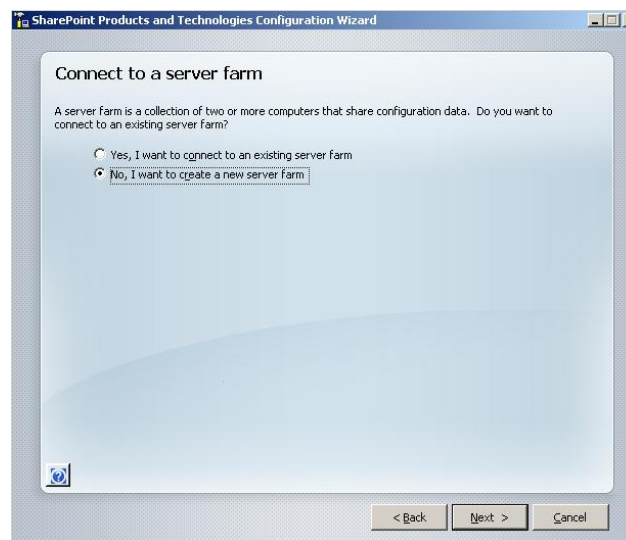 SharePoint Products and Technologies Configuration Wizard
Connect to a server farm
A server farm is a collection of two or more computers that share configuration data.  Do you want to
connect to an existing server farm?
Yes, I want to connect to an existing server farm
No, I want to create a new server farm
< Back
Next >
Cancel